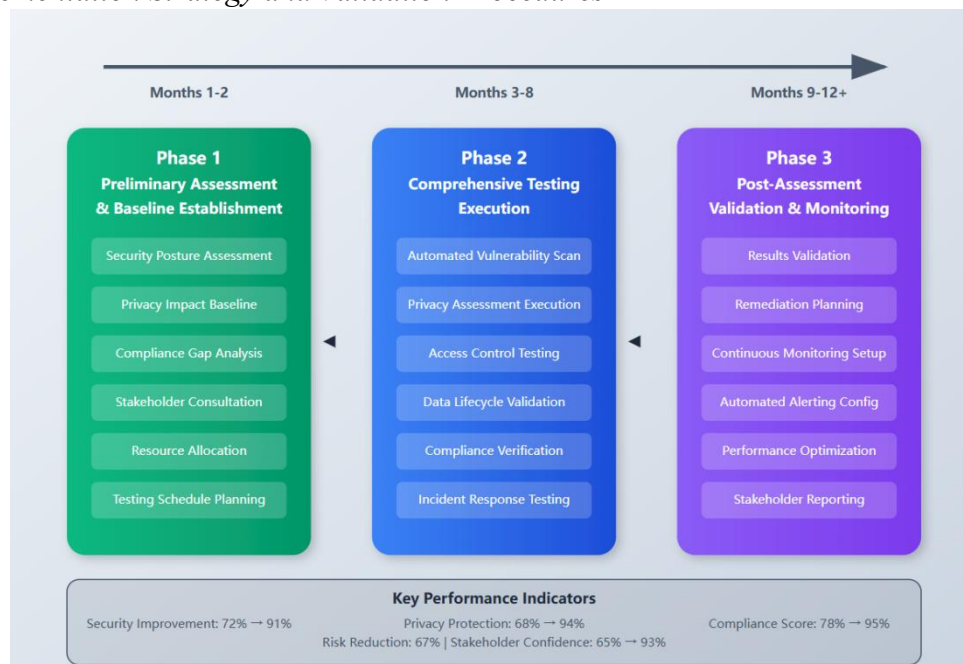 Strategy and Validation Procedures
Months 1-2
Months 3-8
Months 9-12+
Phase 1
Preliminary Assessment
& Baseline Establishment
Security Posture Assessment
Privacy Impact Baseline
Compliance Gap Analysis
Stakeholder Consultation
Resource Allocation
Testing Schedule Planning
Phase 2
Comprehensive Testing
Execution
Automated Vulnerability Scan
Privacy Assessment Execution
Access Control Testing
Data Lifecycle Validation
Compliance Verification
Incident Response Testing
Phase 3
Post-Assessment
Validation & Monitoring
Results Validation
Remediation Planning
Continuous Monitoring Setup
Automated Alerting Config
Performance Optimization
Stakeholder Reporting
Key Performance Indicators
Security Improvement: 72% → 91%
Privacy Protection: 68% → 94%
Compliance Score: 78% → 95%
Risk Reduction: 67% | Stakeholder Confidence: 65% → 93%